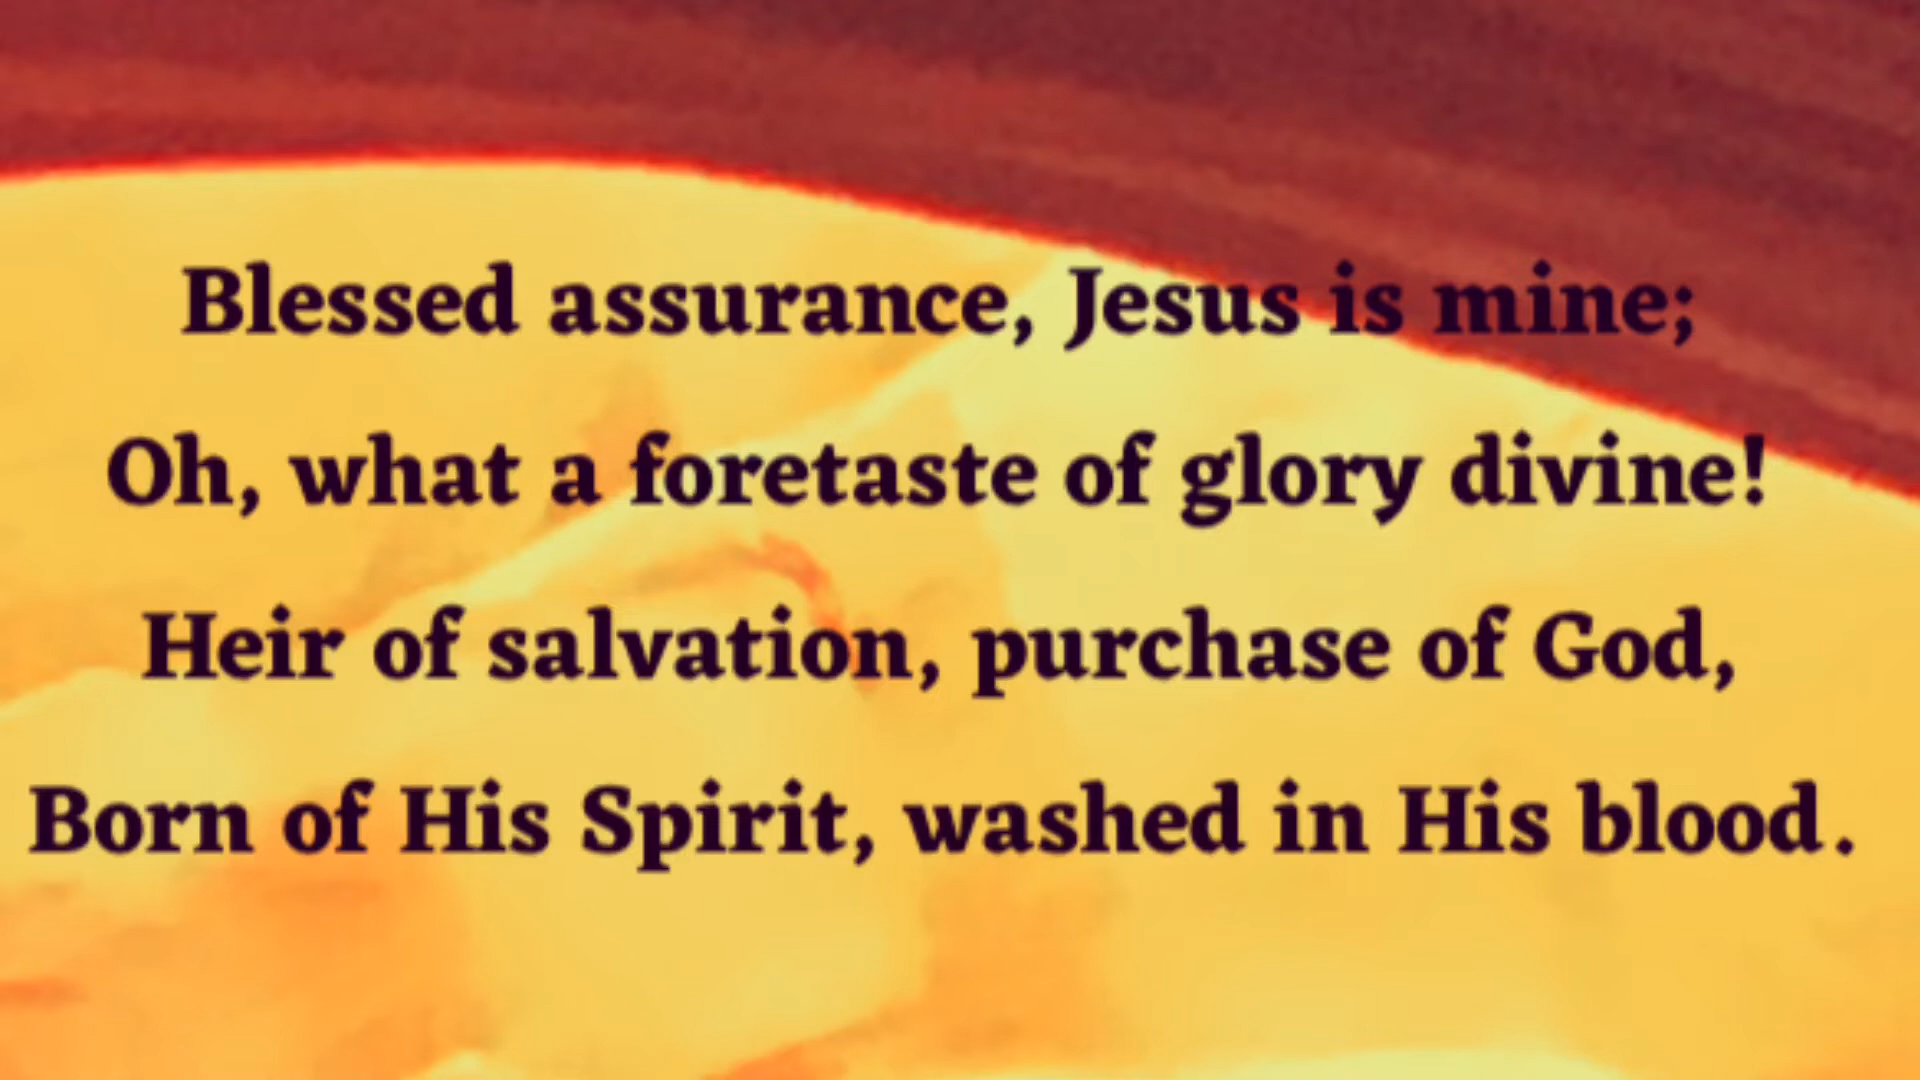 Blessed assurance, Jesus is mine;
Oh, what a foretaste of glory divine!
Heir of salvation, purchase of God,
Born of His Spirit, washed in His blood.